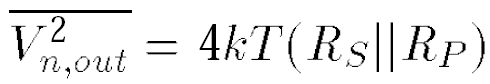 $\overline{V_{n,out}^{2}} = 4kT(R_S||R_P)$